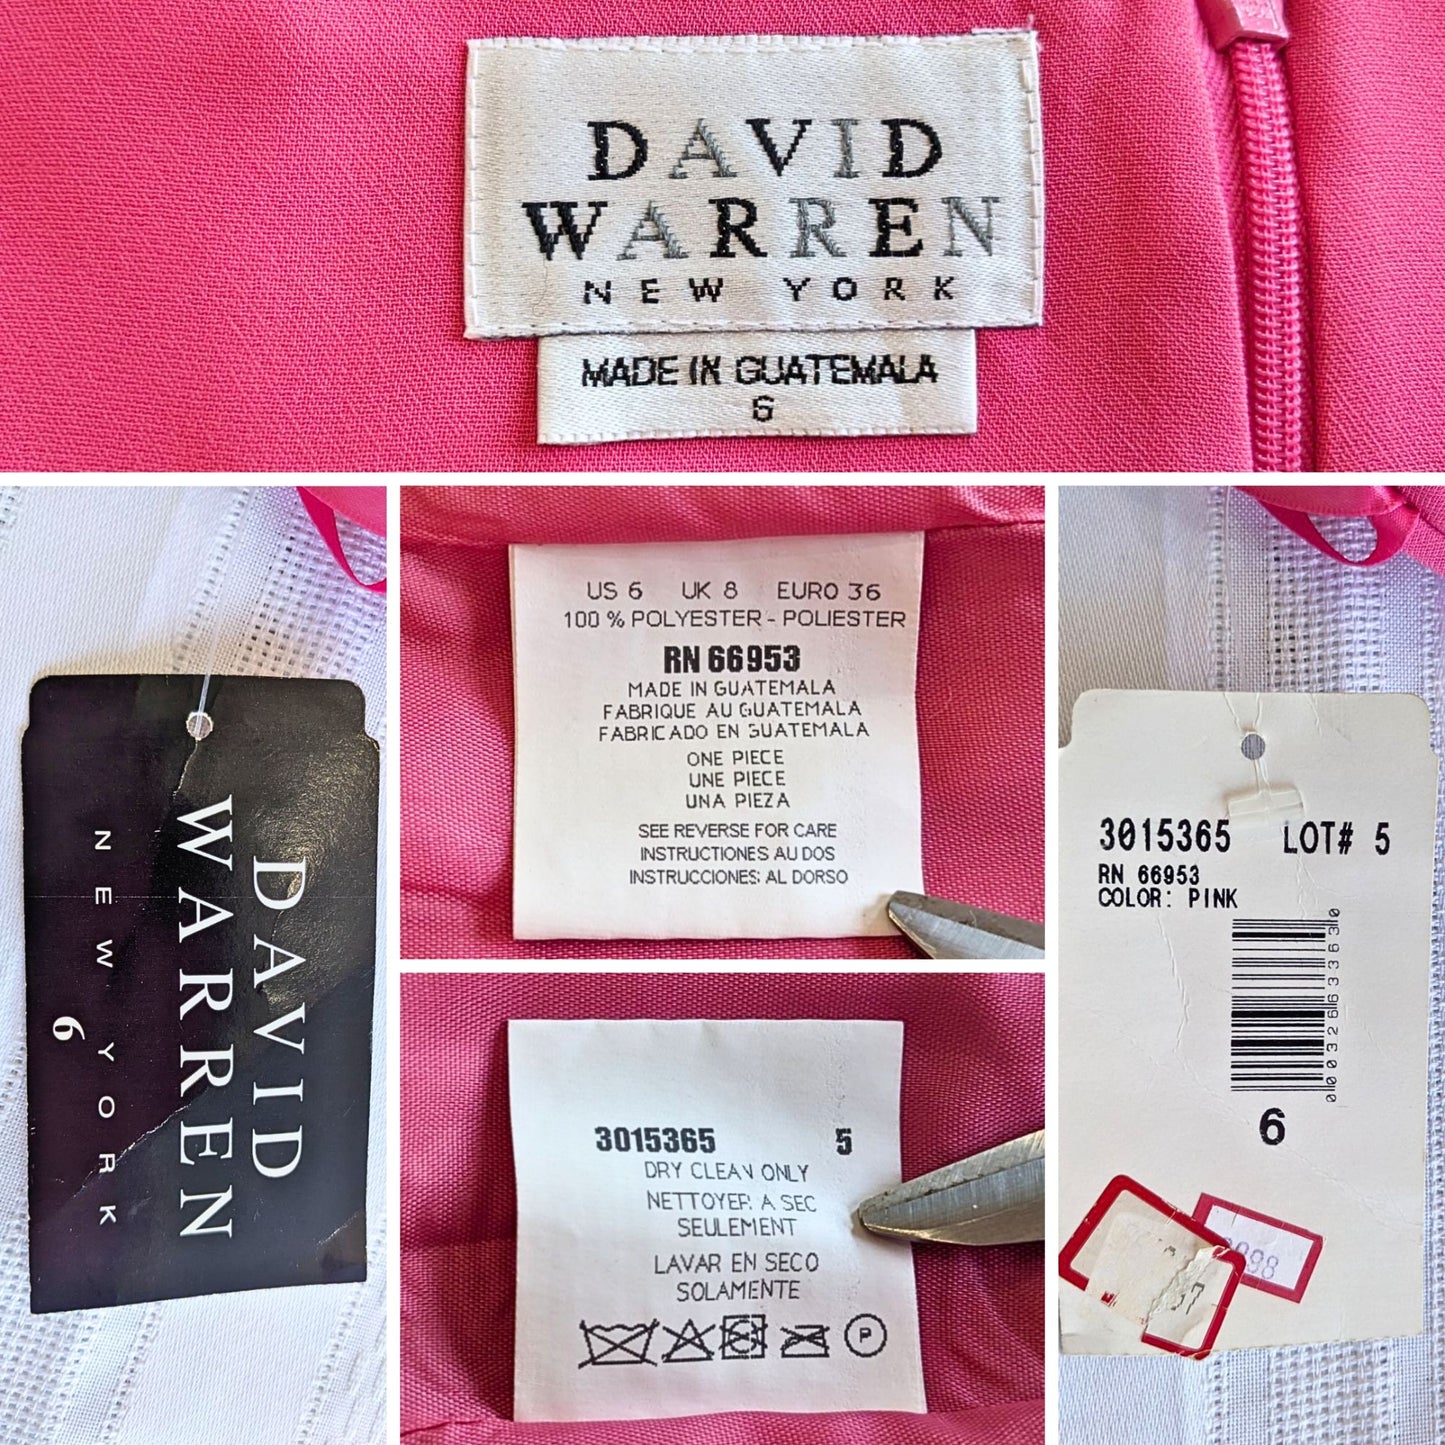 DAVID
WARREN
NEW YORK
MADE IN GUATEMALA
6
DAVID
WARREN
NEW YORK
6
US 6 UK 8 EURO 36
100 % POLYESTER - POLIESTER
RN 66953
MADE IN GUATEMALA
FABRIQUE AU GUATEMALA
FABRICADO EN GUATEMALA
ONE PIECE
UNE PIECE
UNA PIEZA
SEE REVERSE FOR CARE
INSTRUCTIONES AU DOS
INSTRUCCIONES: AL DORSO
3015365 5
DRY CLEAN ONLY
NETTOYER A SEC
SEULEMENT
LAVAR EN SECO
SOLAMENTE
P
3015365 LOT# 5
RN 66953
COLOR: PINK
6